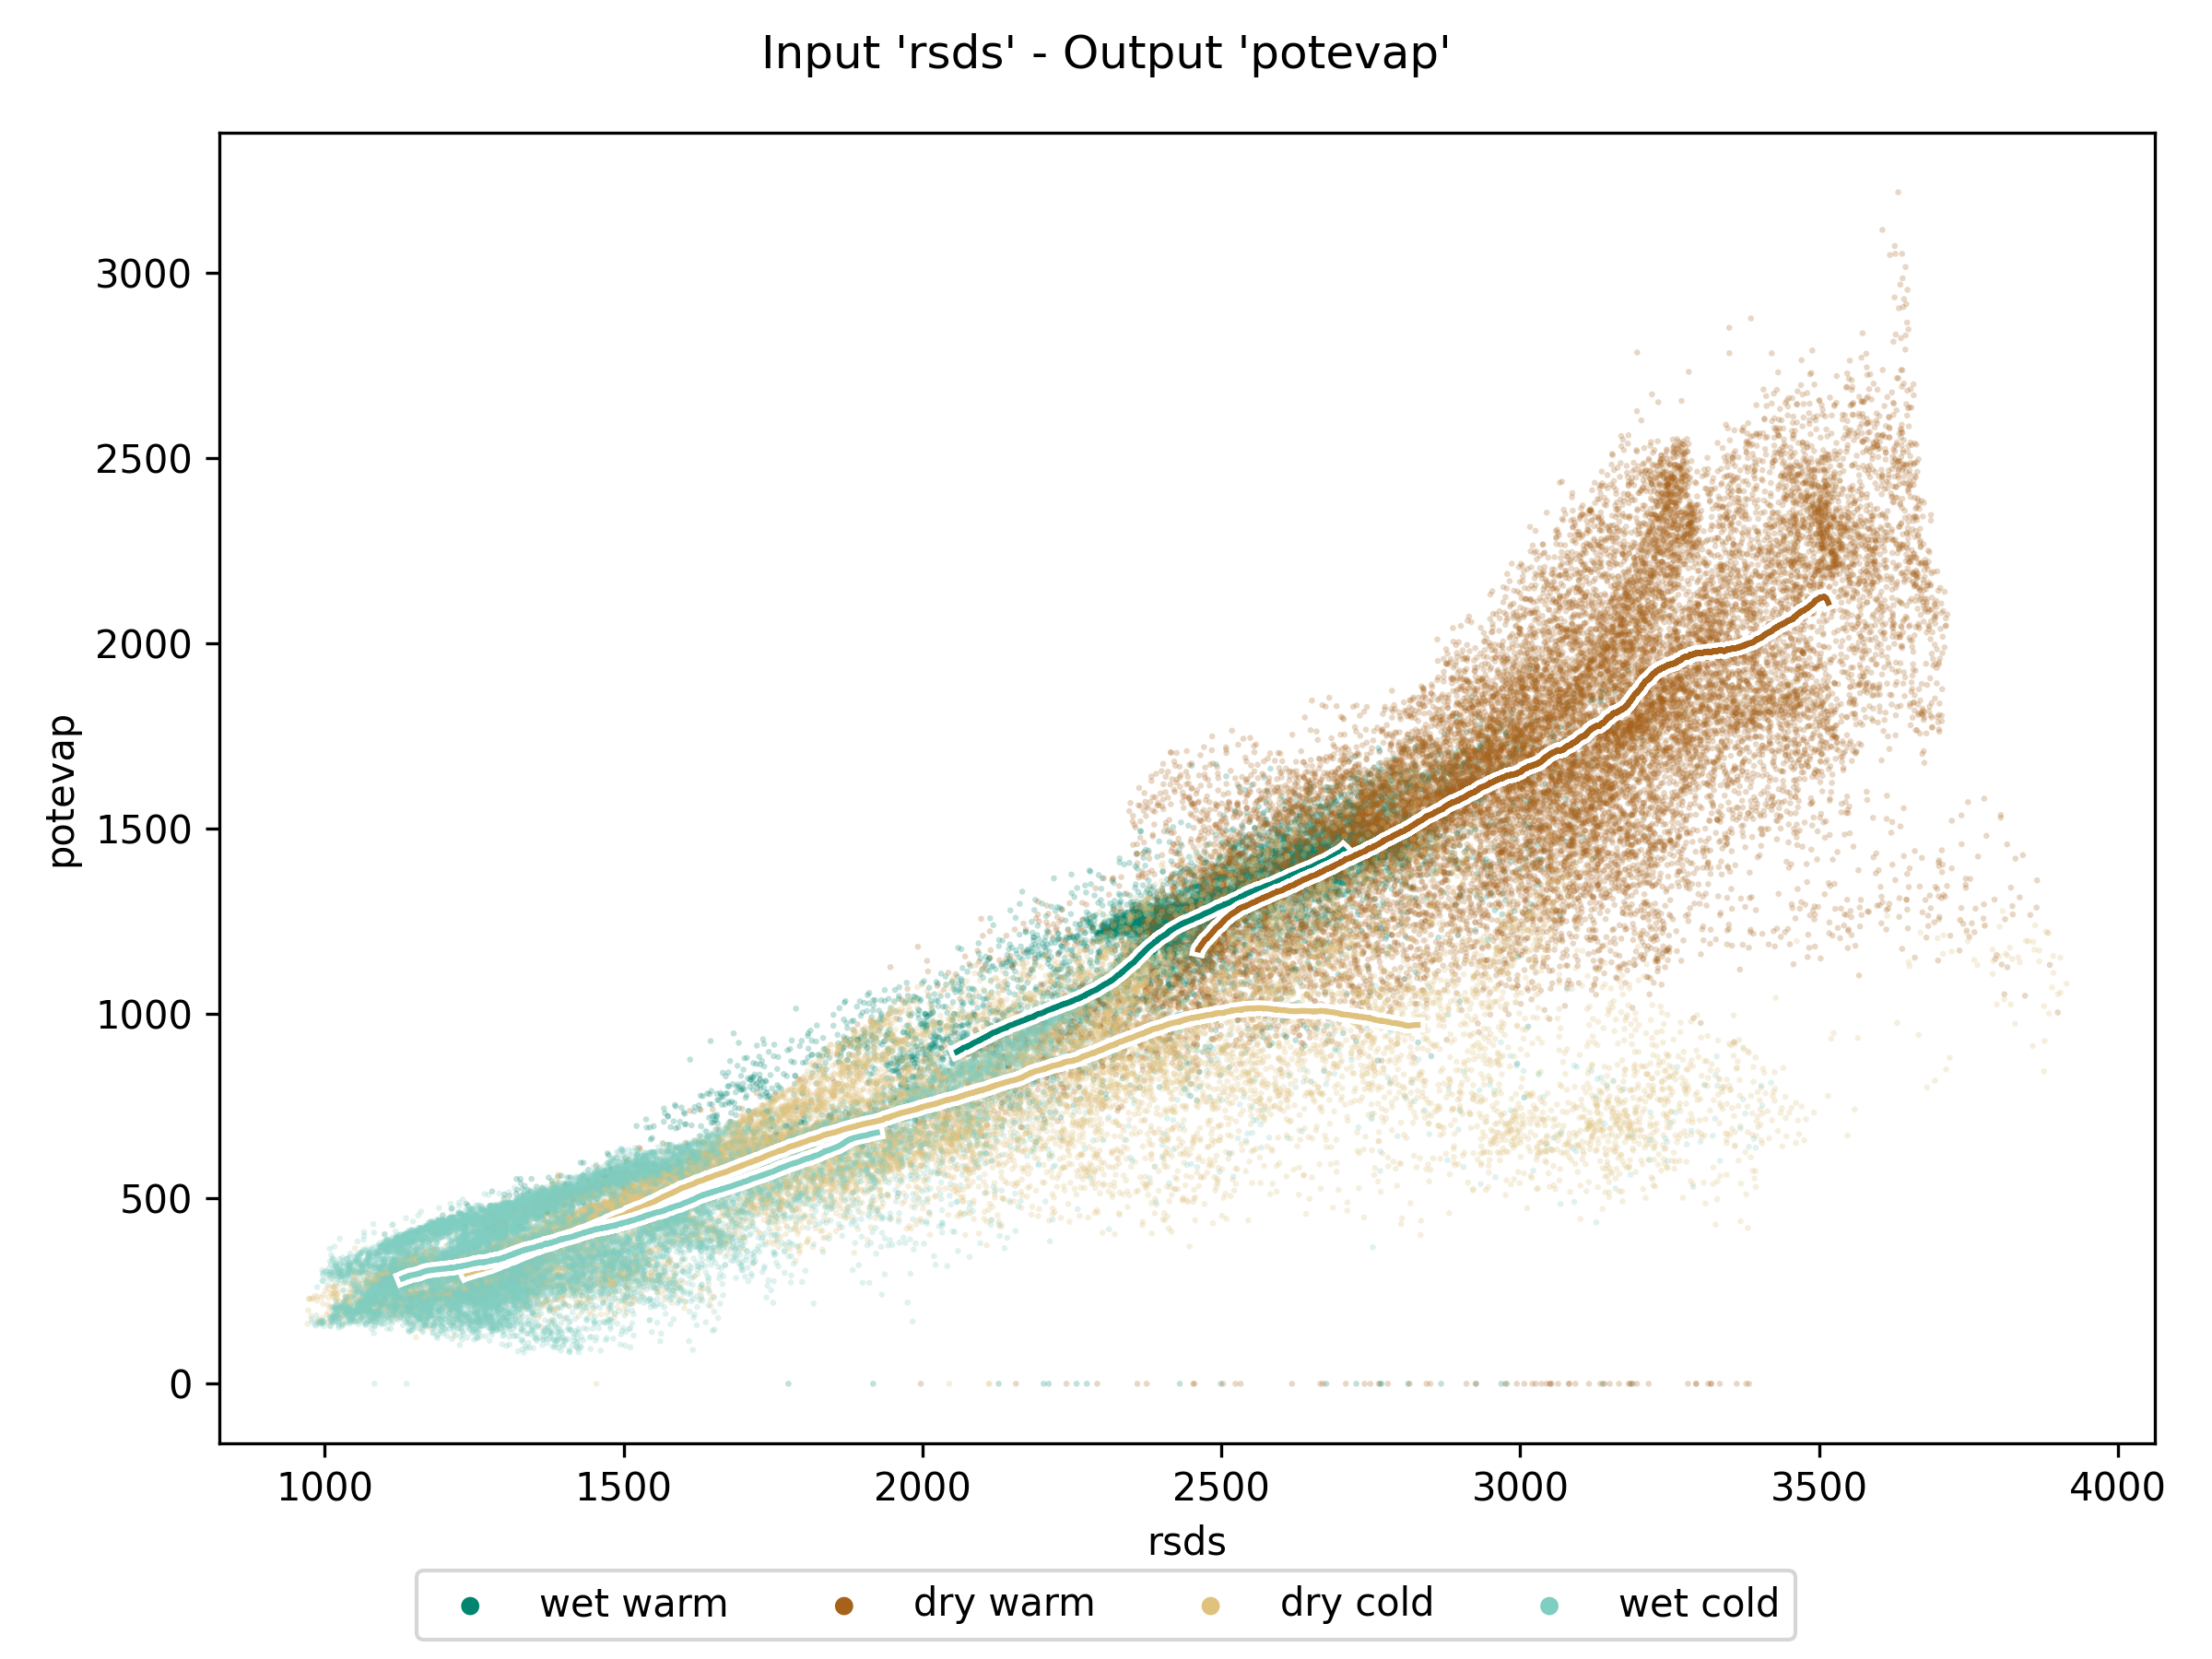 Input 'rsds' - Output 'potevap'
potevap
3000
2500
2000
1500
1000
500
0
1000 1500 2000 2500 3000 3500 4000
rsds
wet warm dry warm dry cold wet cold